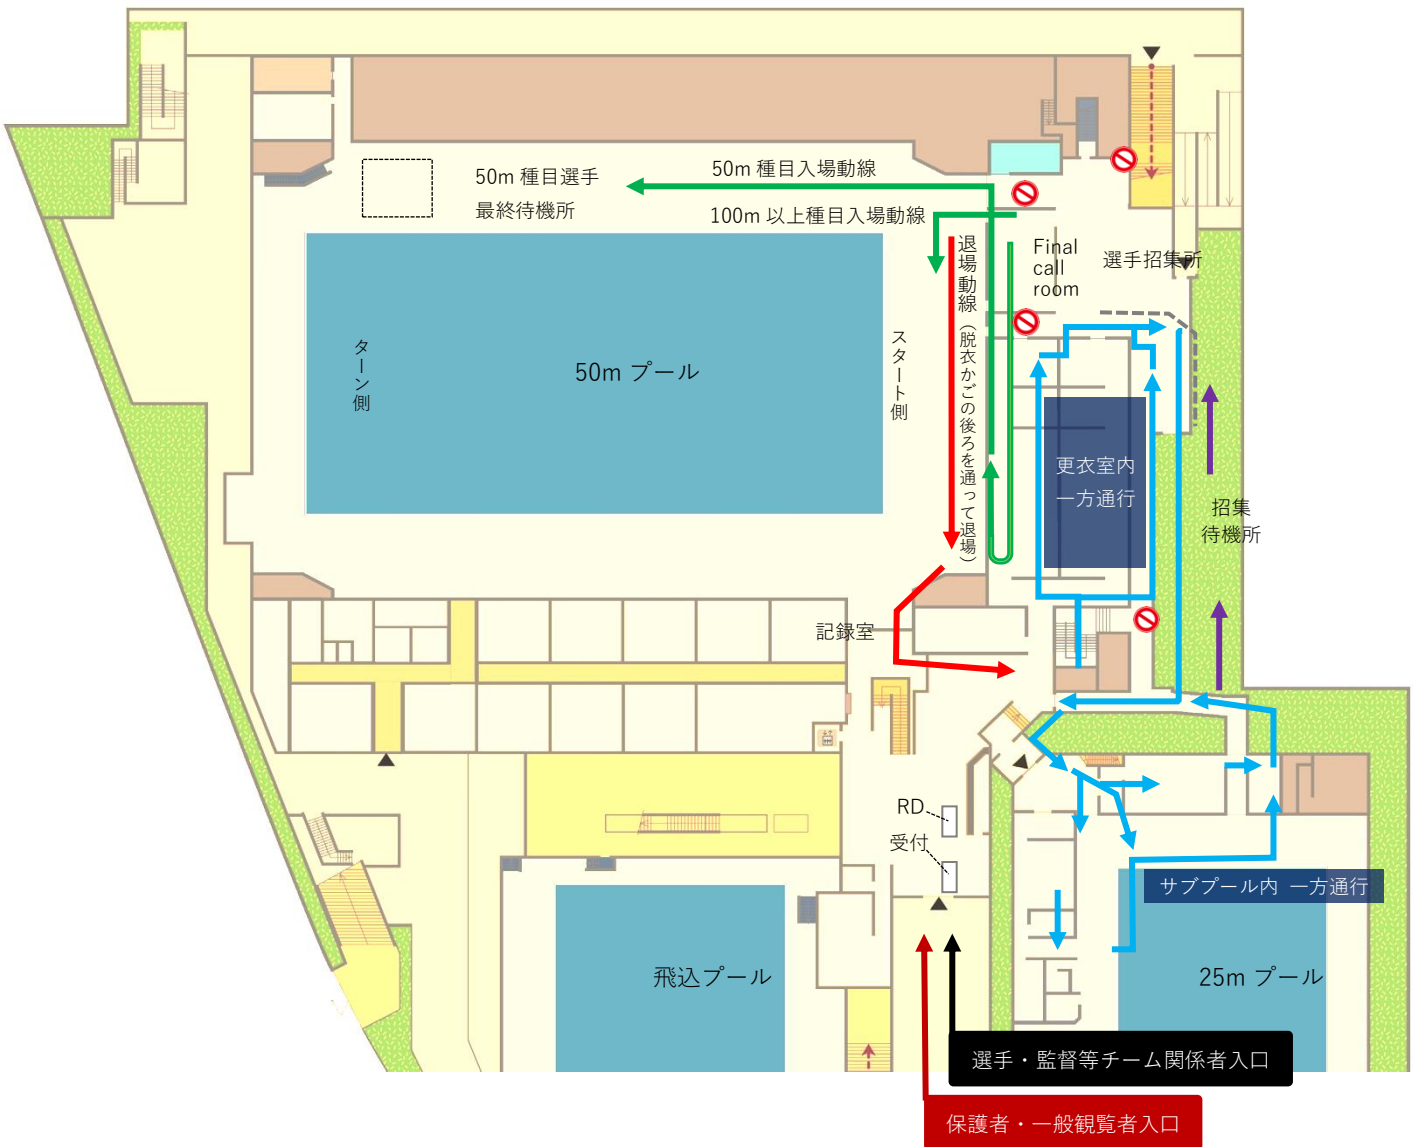 50m 種目選手
最終待機所
50m 種目入場動線
100m 以上種目入場動線
退場動線（脱衣かごの後ろを通って退場）
Final
call
room
選手招集所
ターン側
50m プール
スタート側
更衣室内
一方通行
招集
待機所
記録室
RD
受付
サブプール内 一方通行
飛込プール
25m プール
選手・監督等チーム関係者入口
保護者・一般観覧者入口